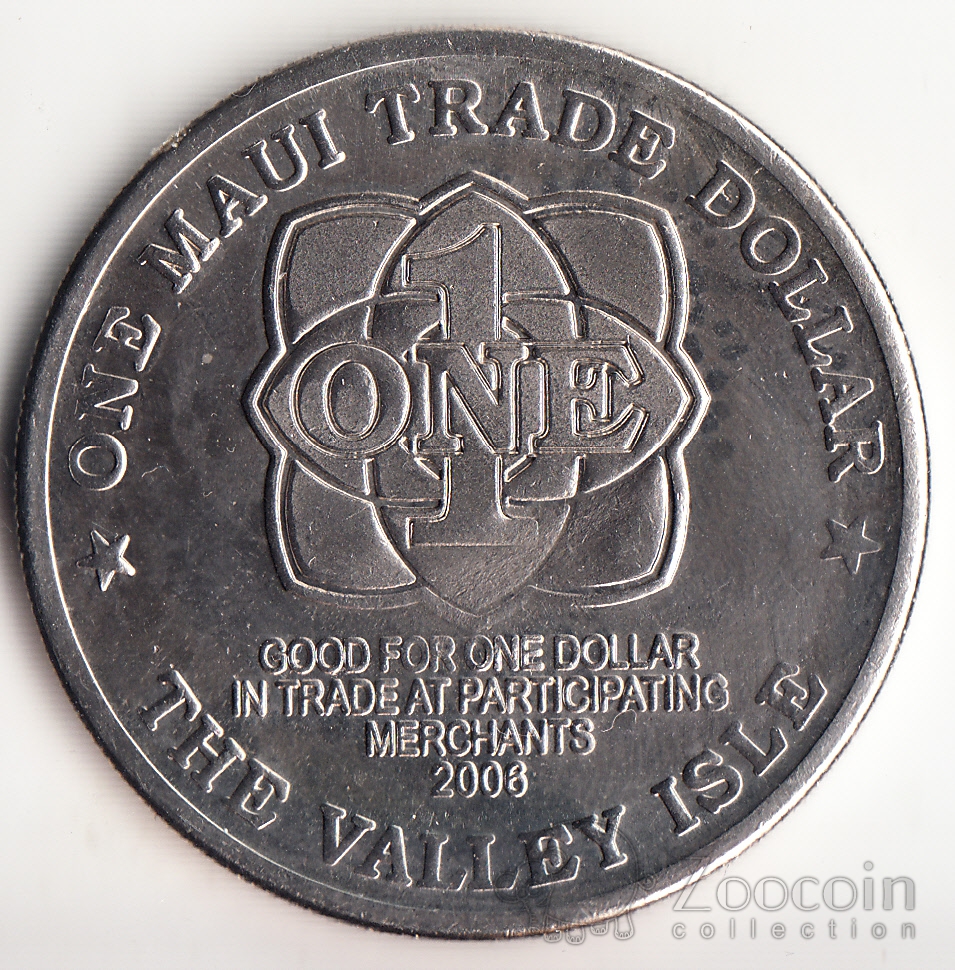 ONE MAUI TRADE DOLLAR
1
ONE
GOOD FOR ONE DOLLAR
IN TRADE AT PARTICIPATING
MERCHANTS
2006
THE VALLEY ISLE
Zoocoin
collection